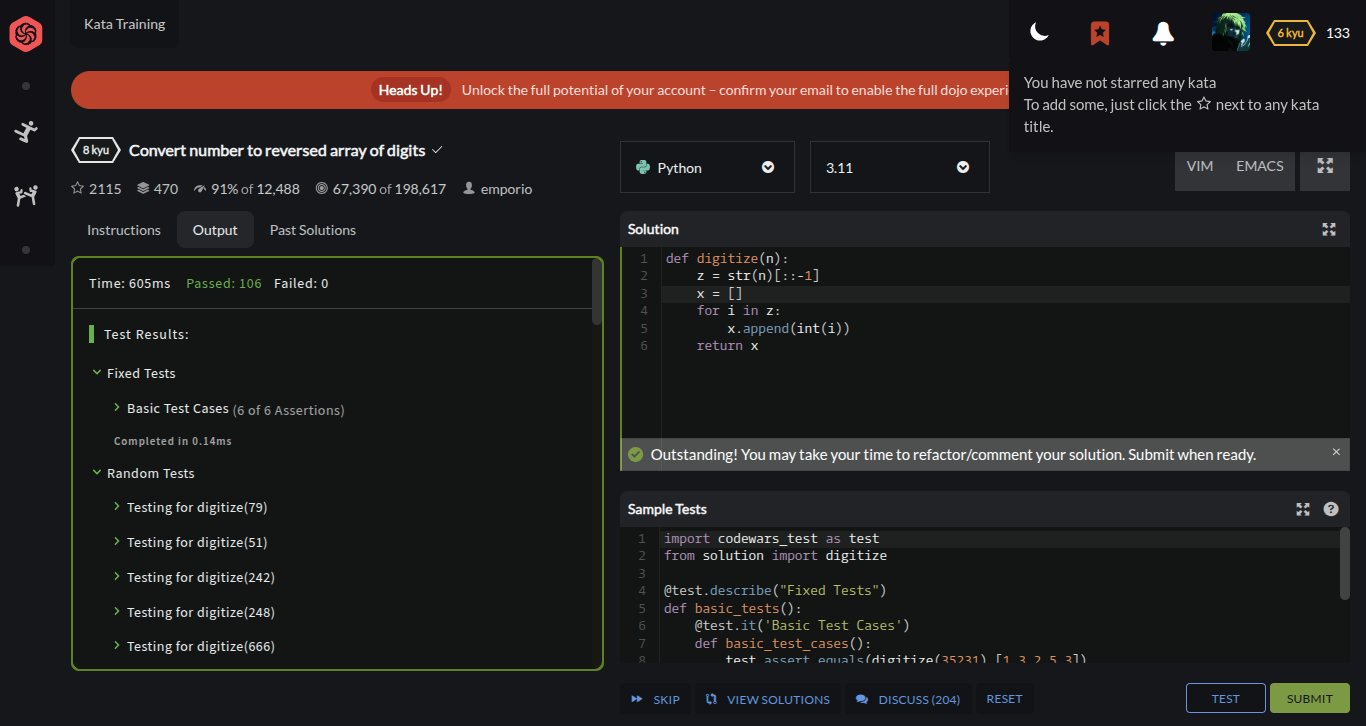 Kata Training
6 kyu 133
You have not starred any kata
To add some, just click the ☆ next to any kata
title.
Heads Up! Unlock the full potential of your account – confirm your email to enable the full dojo experi
8 kyu Convert number to reversed array of digits
2115 470 91% of 12,488 67,390 of 198,617 emporio
Python 3.11 VIM EMACS
Instructions Output Past Solutions
Time: 605ms Passed: 106 Failed: 0
Test Results:
Fixed Tests
Basic Test Cases (6 of 6 Assertions)
Completed in 0.14ms
Random Tests
Testing for digitize(79)
Testing for digitize(51)
Testing for digitize(242)
Testing for digitize(248)
Testing for digitize(666)
Solution
1 def digitize(n):
2     z = str(n)[::-1]
3     x = []
4     for i in z:
5         x.append(int(i))
6     return x
Outstanding! You may take your time to refactor/comment your solution. Submit when ready. ×
Sample Tests ?
1 import codewars_test as test
2 from solution import digitize
3
4 @test.describe("Fixed Tests")
5 def basic_tests():
6     @test.it('Basic Test Cases')
7     def basic_test_cases():
8         test.assert_equals(digitize(35231),[1,3,2,5,3])
SKIP VIEW SOLUTIONS DISCUSS (204) RESET TEST SUBMIT